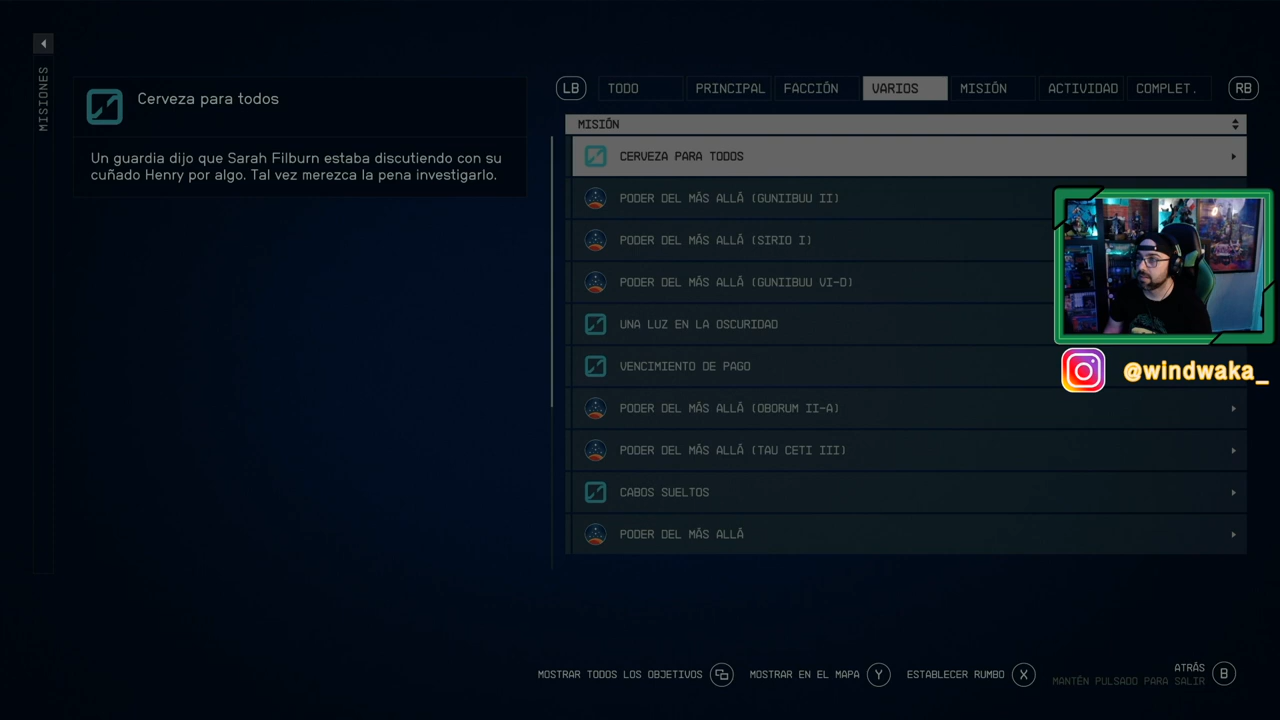 MISIONES
Cerveza para todos
Un guardia dijo que Sarah Filburn estaba discutiendo con su
cuñado Henry por algo. Tal vez merezca la pena investigarlo.
LB TODO PRINCIPAL FACCIÓN VARIOS MISIÓN ACTIVIDAD COMPLET. RB
MISIÓN
CERVEZA PARA TODOS
PODER DEL MÁS ALLÁ (GUNIIBUU II)
PODER DEL MÁS ALLÁ (SIRIO I)
PODER DEL MÁS ALLÁ (GUNIIBUU VI-D)
UNA LUZ EN LA OSCURIDAD
VENCIMIENTO DE PAGO
PODER DEL MÁS ALLÁ (OBORUM II-A)
PODER DEL MÁS ALLÁ (TAU CETI III)
CABOS SUELTOS
PODER DEL MÁS ALLÁ
@windwaka_
MOSTRAR TODOS LOS OBJETIVOS MOSTRAR EN EL MAPA Y ESTABLECER RUMBO X ATRÁS B
MANTÉN PULSADO PARA SALIR